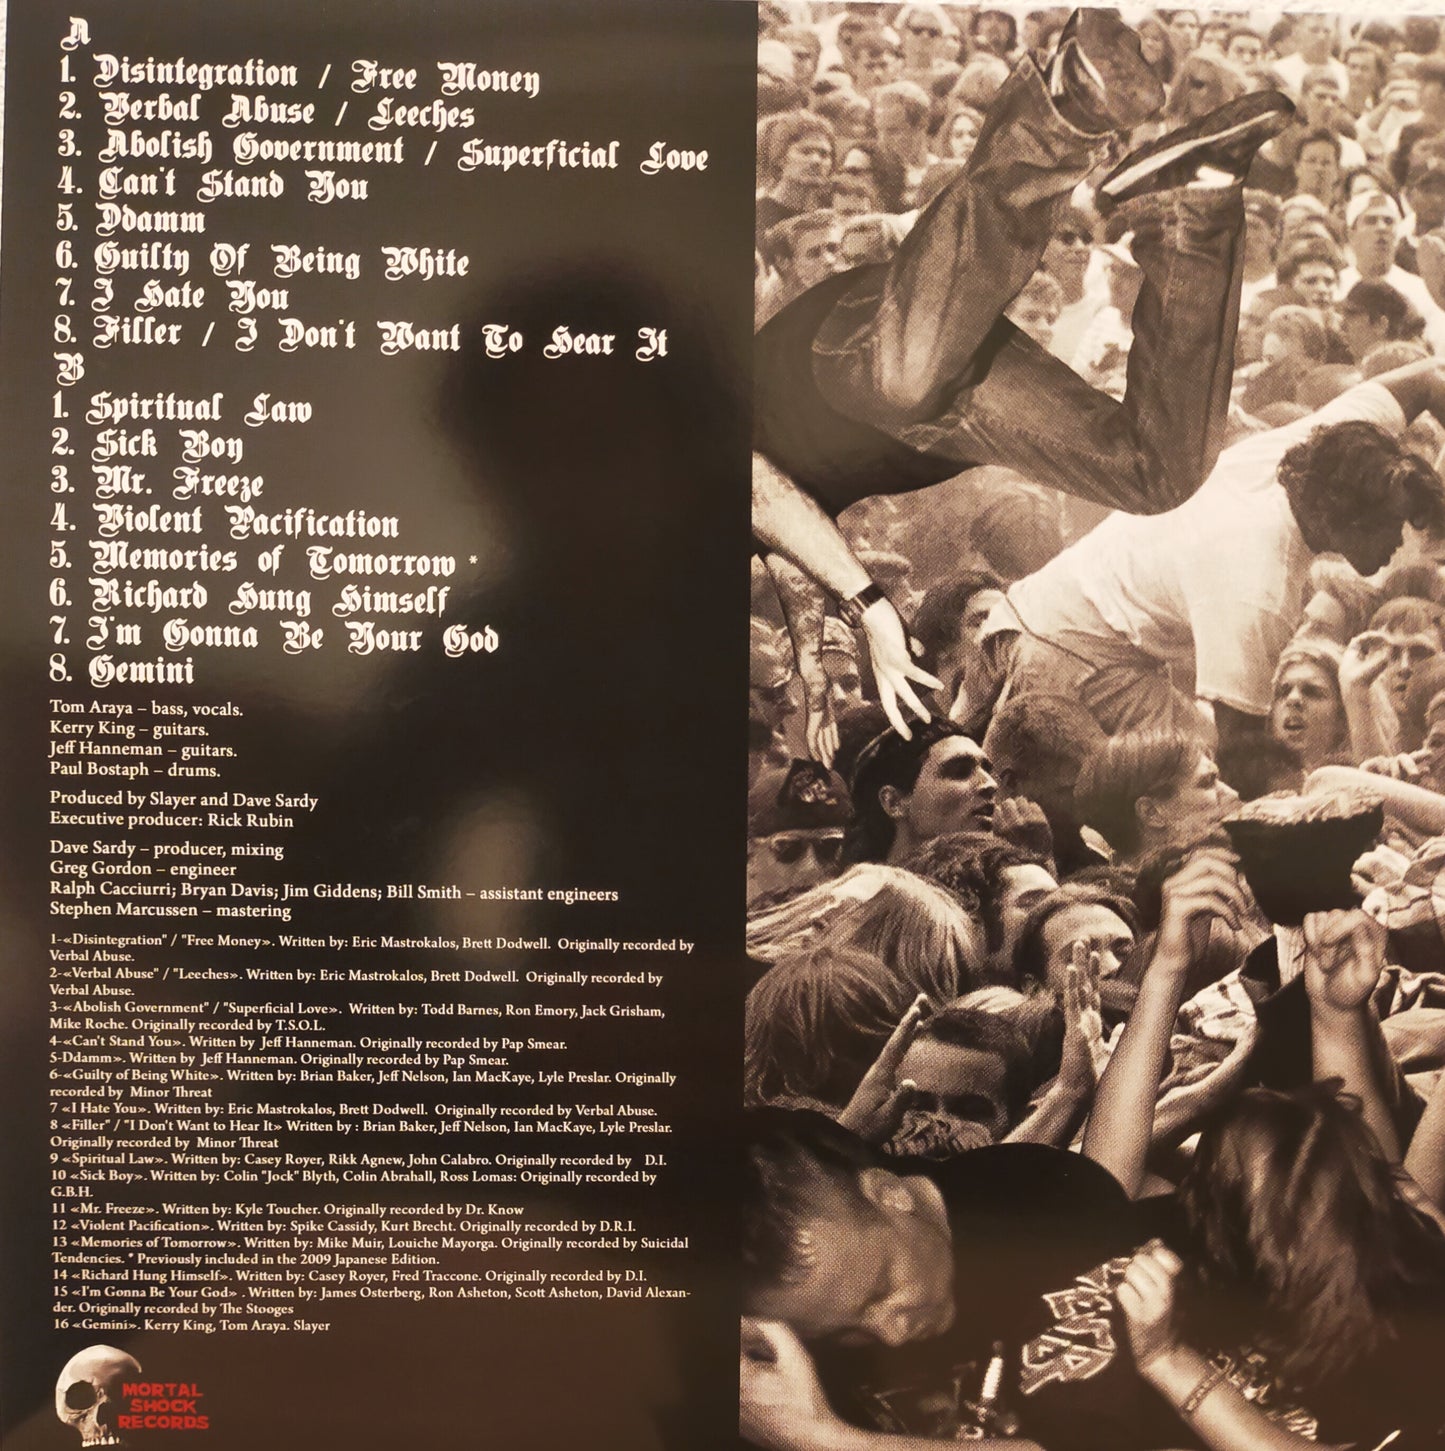 A
1. Disintegration / Free Money
2. Verbal Abuse / Leeches
3. Abolish Government / Superficial Love
4. Can't Stand You
5. Ddamm
6. Guilty Of Being White
7. I Hate You
8. Filler / I Don't Want To Hear It
B
1. Spiritual Law
2. Sick Boy
3. Mr. Freeze
4. Violent Pacification
5. Memories of Tomorrow *
6. Richard Hung Himself
7. I'm Gonna Be Your God
8. Gemini
Tom Araya – bass, vocals.
Kerry King – guitars.
Jeff Hanneman – guitars.
Paul Bostaph – drums.
Produced by Slayer and Dave Sardy
Executive producer: Rick Rubin
Dave Sardy – producer, mixing
Greg Gordon – engineer
Ralph Cacciurri; Bryan Davis; Jim Giddens; Bill Smith – assistant engineers
Stephen Marcussen – mastering
1-«Disintegration" / "Free Money». Written by: Eric Mastrokalos, Brett Dodwell. Originally recorded by
Verbal Abuse.
2-«Verbal Abuse" / "Leeches». Written by: Eric Mastrokalos, Brett Dodwell. Originally recorded by
Verbal Abuse.
3-«Abolish Government" / "Superficial Love». Written by: Todd Barnes, Ron Emory, Jack Grisham,
Mike Roche. Originally recorded by T.S.O.L.
4-«Can't Stand You». Written by Jeff Hanneman. Originally recorded by Pap Smear.
5-Ddamm». Written by Jeff Hanneman. Originally recorded by Pap Smear.
6-«Guilty of Being White». Written by: Brian Baker, Jeff Nelson, Ian MacKaye, Lyle Preslar. Originally
recorded by Minor Threat
7 «I Hate You». Written by: Eric Mastrokalos, Brett Dodwell. Originally recorded by Verbal Abuse.
8 «Filler" / "I Don't Want to Hear It» Written by : Brian Baker, Jeff Nelson, Ian MacKaye, Lyle Preslar.
Originally recorded by Minor Threat
9 «Spiritual Law». Written by: Casey Royer, Rikk Agnew, John Calabro. Originally recorded by D.I.
10 «Sick Boy». Written by: Colin "Jock" Blyth, Colin Abrahall, Ross Lomas: Originally recorded by
G.B.H.
11 «Mr. Freeze». Written by: Kyle Toucher. Originally recorded by Dr. Know
12 «Violent Pacification». Written by: Spike Cassidy, Kurt Brecht. Originally recorded by D.R.I.
13 «Memories of Tomorrow». Written by: Mike Muir, Louiche Mayorga. Originally recorded by Suicidal
Tendencies. * Previously included in the 2009 Japanese Edition.
14 «Richard Hung Himself». Written by: Casey Royer, Fred Traccone. Originally recorded by D.I.
15 «I'm Gonna Be Your God» . Written by: James Osterberg, Ron Asheton, Scott Asheton, David Alexan-
der. Originally recorded by The Stooges
16 «Gemini». Kerry King, Tom Araya. Slayer
MORTAL
SHOCK
RECORDS